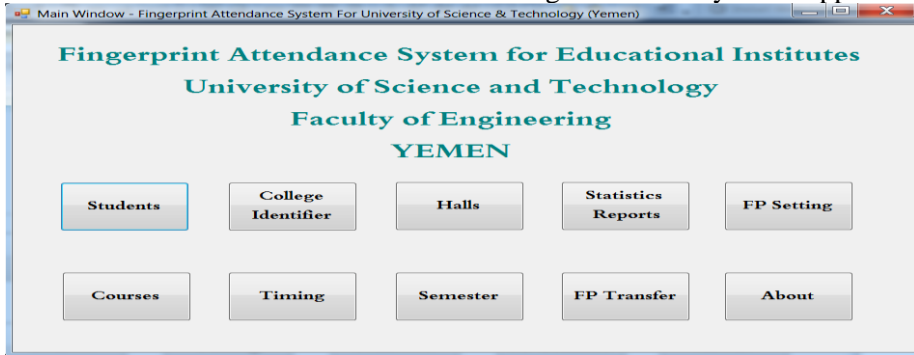 Main Window - Fingerprint Attendance System For University of Science & Technology (Yemen)
Fingerprint Attendance System for Educational Institutes
University of Science and Technology
Faculty of Engineering
YEMEN
Students
College
Identifier
Halls
Statistics
Reports
FP Setting
Courses
Timing
Semester
FP Transfer
About